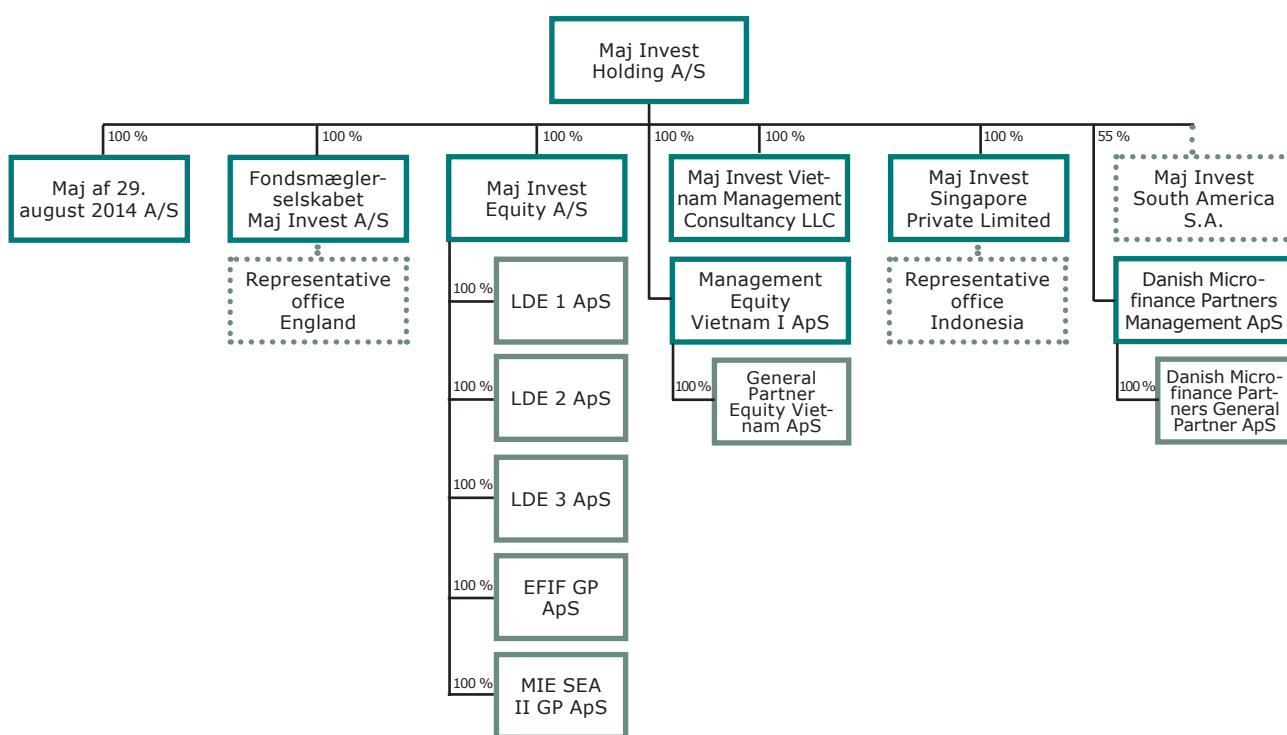 Maj Invest
Holding A/S
100 %
100 %
100 %
100 %
100 %
100 %
55 %
Maj af 29.
august 2014 A/S
Fondsmægler-
selskabet
Maj Invest A/S
Maj Invest
Equity A/S
Maj Invest Viet-
nam Management
Consultancy LLC
Maj Invest
Singapore
Private Limited
Maj Invest
South America
S.A.
Representative
office
England
100 %
LDE 1 ApS
Management
Equity
Vietnam I ApS
Representative
office
Indonesia
Danish Micro-
finance Partners
Management ApS
100 %
LDE 2 ApS
100 %
General
Partner
Equity Viet-
nam ApS
100 %
Danish Micro-
finance Part-
ners General
Partner ApS
100 %
LDE 3 ApS
100 %
EFIF GP
ApS
100 %
MIE SEA
II GP ApS